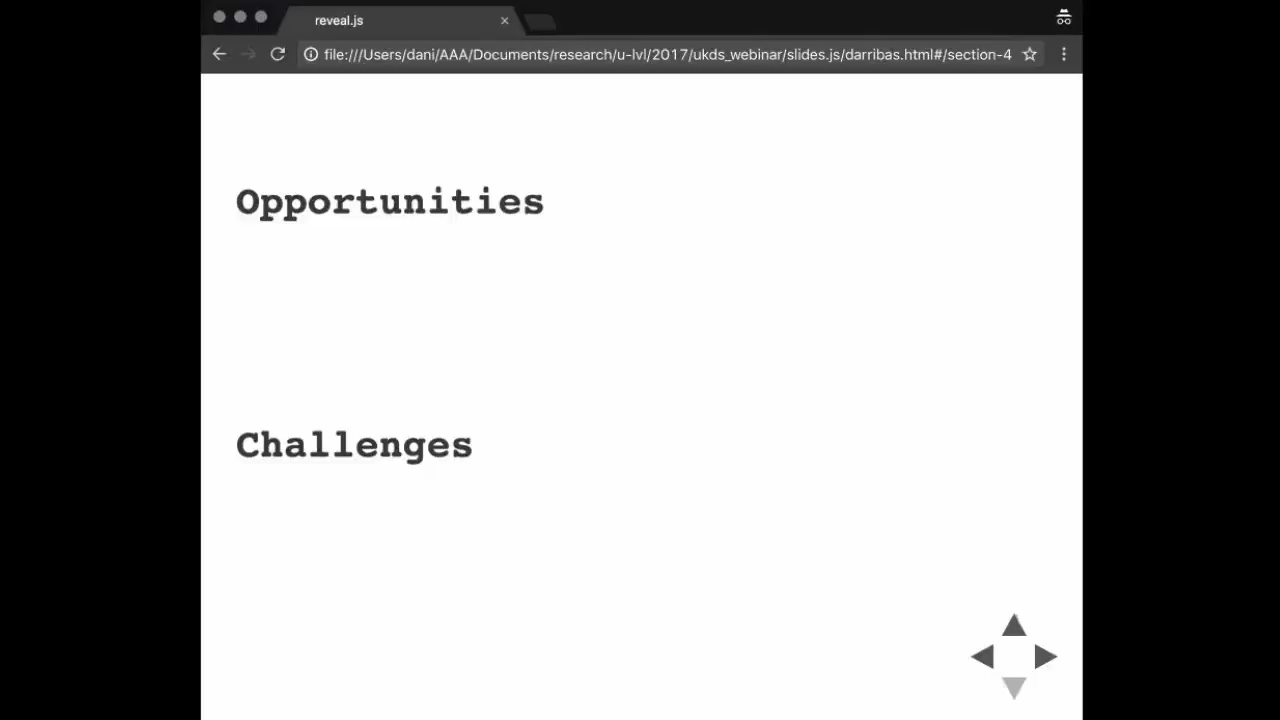 reveal.js
file:///Users/dani/AAA/Documents/research/u-lvl/2017/ukds_webinar/slides.js/darribas.html#/section-4
Opportunities
Challenges